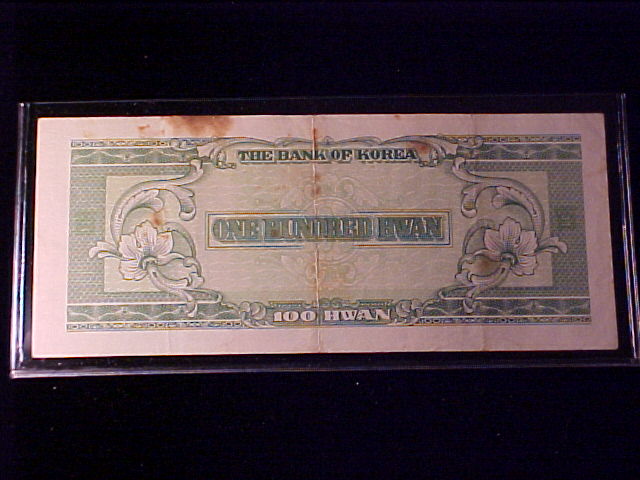 THE BANK OF KOREA
ONE HUNDRED HWAN
100 HWAN